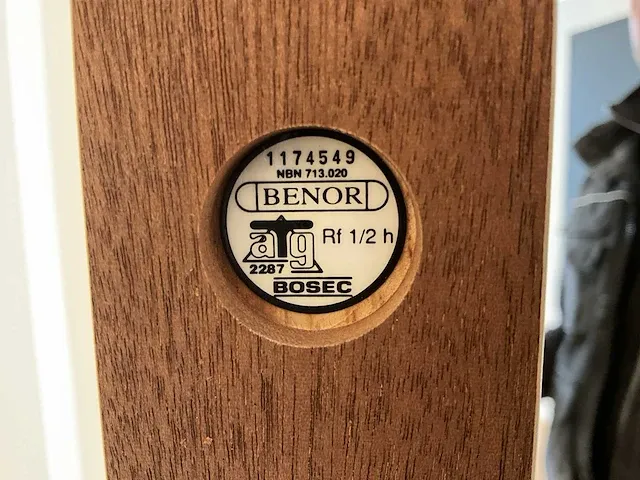 1174549
NBN 713.020
BENOR
atg Rf 1/2 h
2287
BOSEC